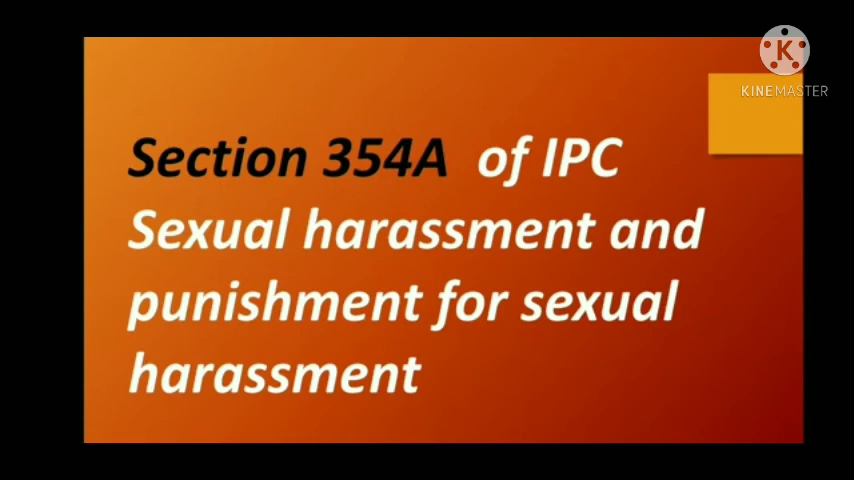 K
KINEMASTER
Section 354A of IPC
Sexual harassment and
punishment for sexual
harassment